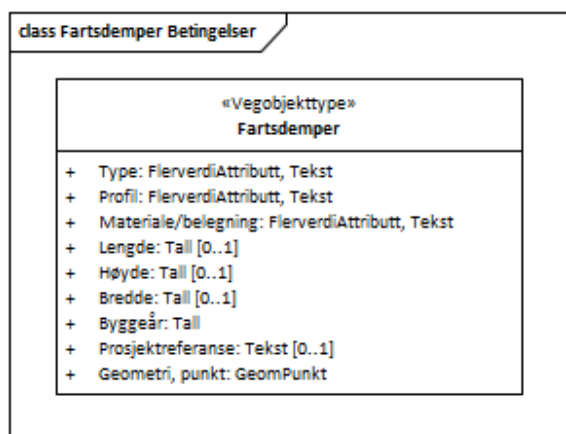 class Fartsdemper Betingelser
«Vegobjekttype»
Fartsdemper
+ Type: FlerverdiAttributt, Tekst
+ Profil: FlerverdiAttributt, Tekst
+ Materiale/belegning: FlerverdiAttributt, Tekst
+ Lengde: Tall [0..1]
+ Høyde: Tall [0..1]
+ Bredde: Tall [0..1]
+ Byggeår: Tall
+ Prosjektreferanse: Tekst [0..1]
+ Geometri, punkt: GeomPunkt